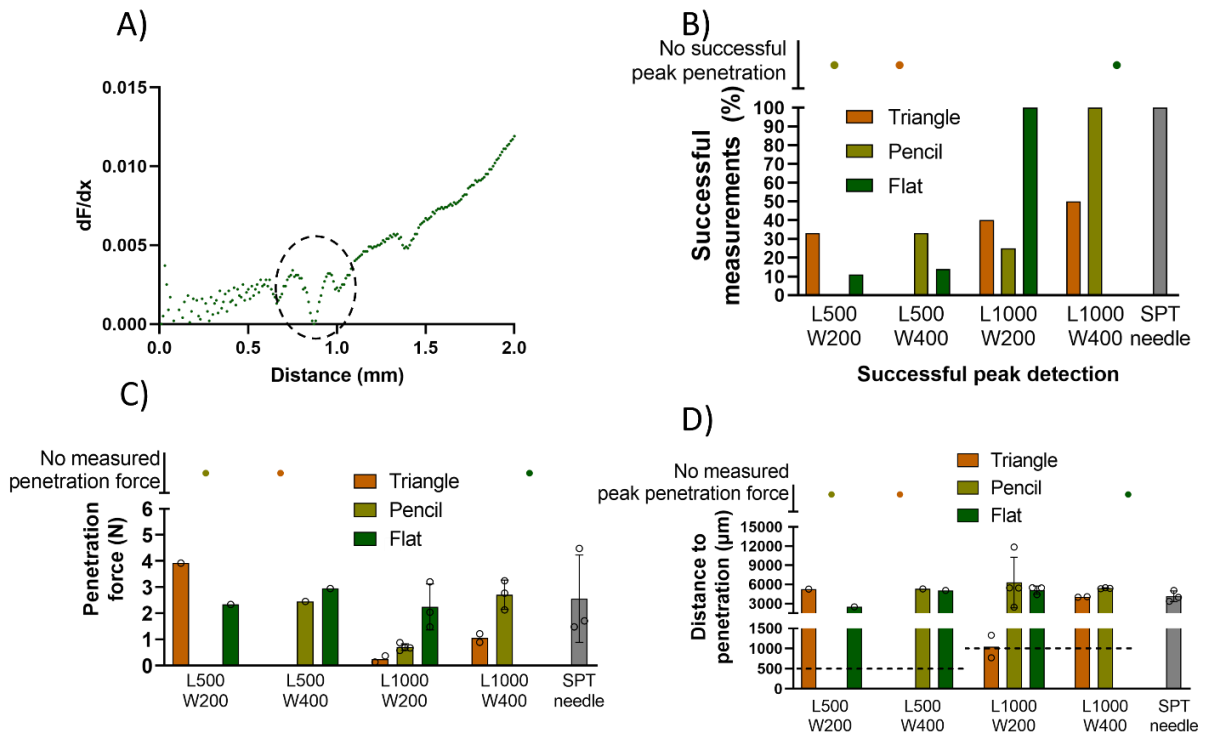 A)
0.015
0.010
0.005
0.000
dF/dx
0.0
0.5
1.0
1.5
2.0
Distance (mm)
B)
No successful
peak penetration
100
90
80
70
60
50
40
30
20
10
0
Successful
measurements (%)
Triangle
Pencil
Flat
L500
W200
L500
W400
L1000
W200
L1000
W400
SPT
needle
Successful peak detection
C)
No measured
penetration force
6
5
4
3
2
1
0
Penetration
force (N)
Triangle
Pencil
Flat
L500
W200
L500
W400
L1000
W200
L1000
W400
SPT
needle
D)
No measured
peak penetration force
15000
12000
9000
6000
3000
1500
1000
500
0
Distance to
penetration (μm)
Triangle
Pencil
Flat
L500
W200
L500
W400
L1000
W200
L1000
W400
SPT
needle